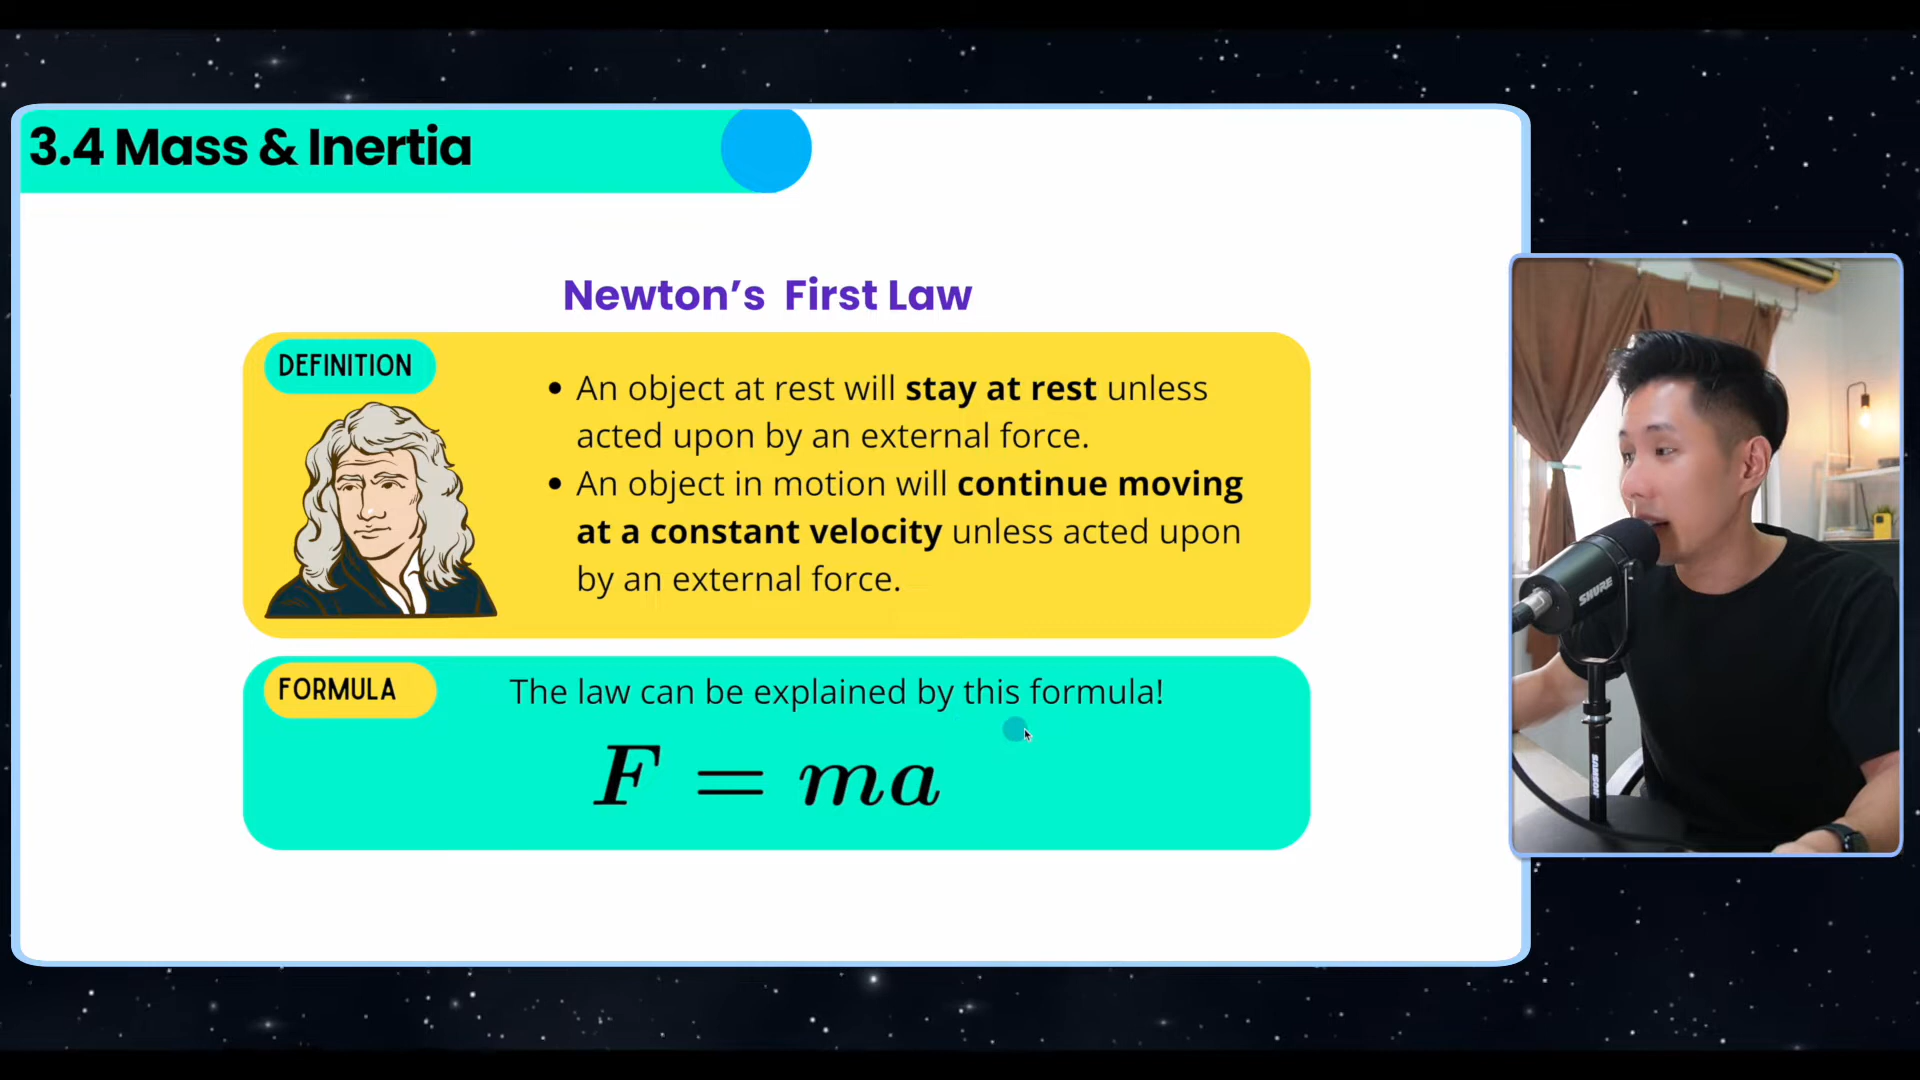 3.4 Mass & Inertia
Newton's First Law
DEFINITION
• An object at rest will stay at rest unless
acted upon by an external force.
• An object in motion will continue moving
at a constant velocity unless acted upon
by an external force.
FORMULA
The law can be explained by this formula!
F = ma
SHURE
SAMSON